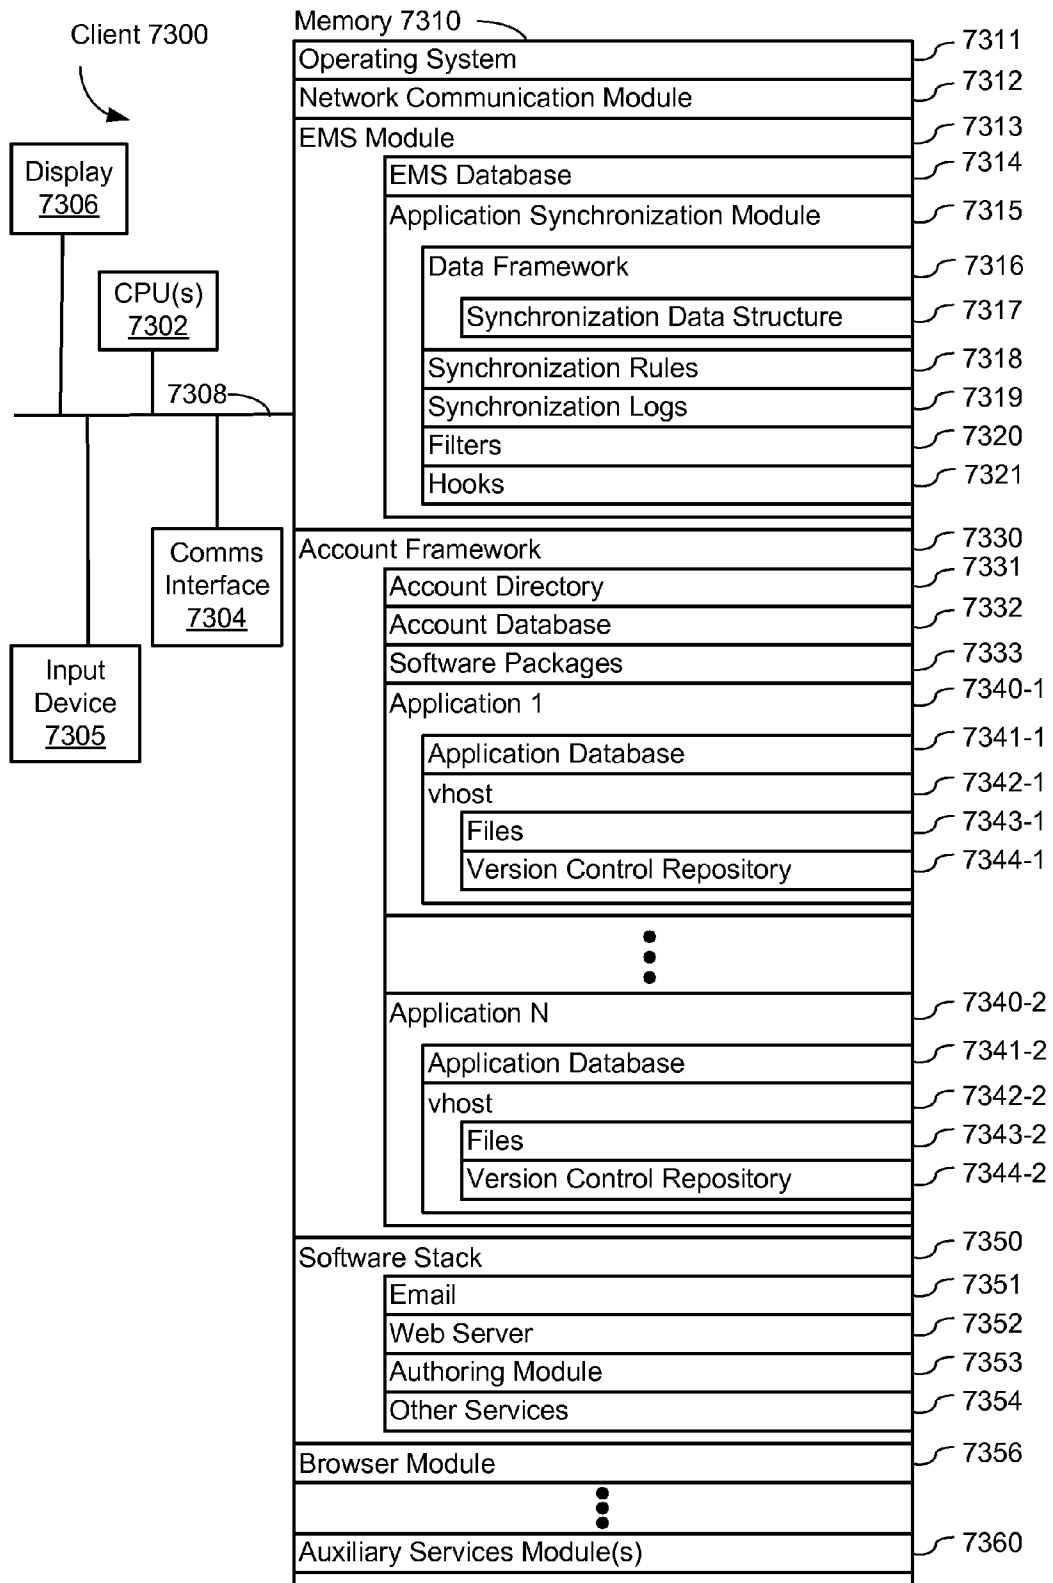 Client 7300
Memory 7310
Operating System 7311
Network Communication Module 7312
EMS Module 7313
EMS Database 7314
Application Synchronization Module 7315
Data Framework 7316
Synchronization Data Structure 7317
Synchronization Rules 7318
Synchronization Logs 7319
Filters 7320
Hooks 7321
Display
7306
CPU(s)
7302
7308
Comms
Interface
7304
Input
Device
7305
Account Framework 7330
Account Directory 7331
Account Database 7332
Software Packages 7333
Application 1 7340-1
Application Database 7341-1
vhost 7342-1
Files 7343-1
Version Control Repository 7344-1
Application N 7340-2
Application Database 7341-2
vhost 7342-2
Files 7343-2
Version Control Repository 7344-2
Software Stack 7350
Email 7351
Web Server 7352
Authoring Module 7353
Other Services 7354
Browser Module 7356
Auxiliary Services Module(s) 7360